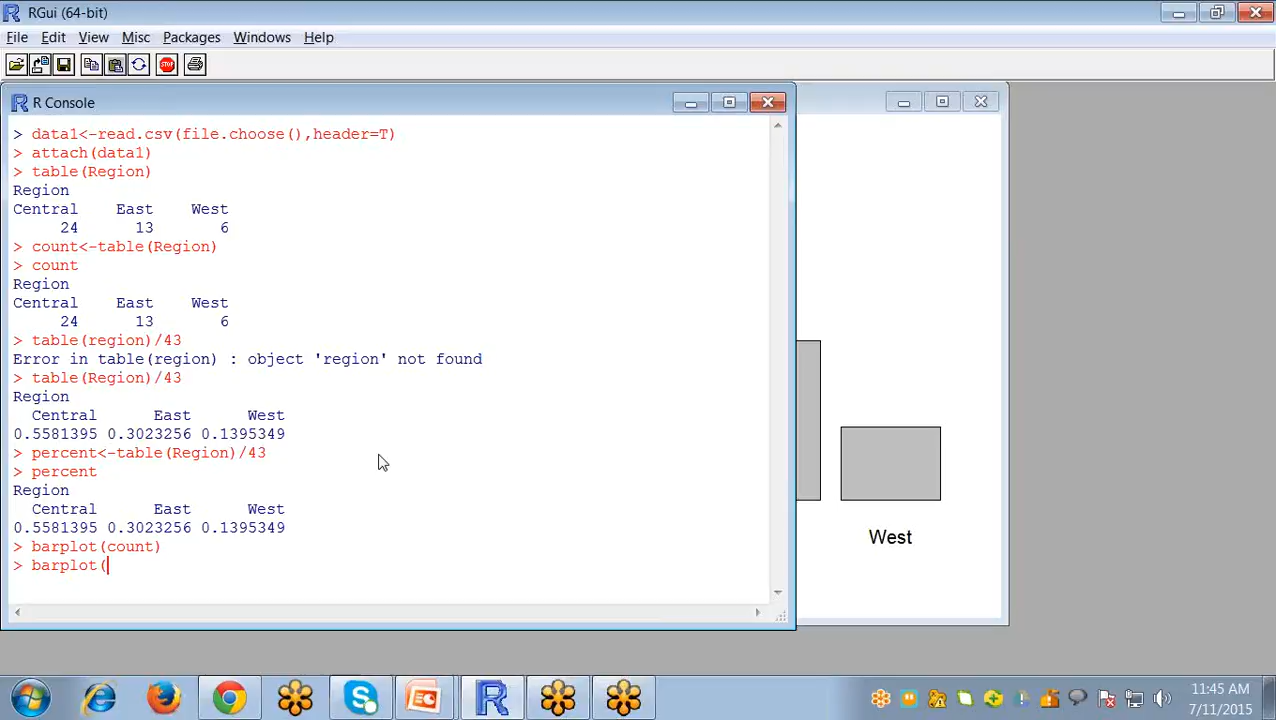 RGui (64-bit)
File Edit View Misc Packages Windows Help
STOP
R Console
> data1<-read.csv(file.choose(),header=T)
> attach(data1)
> table(Region)
Region
Central    East    West
     24      13       6
> count<-table(Region)
> count
Region
Central    East    West
     24      13       6
> table(region)/43
Error in table(region) : object 'region' not found
> table(Region)/43
Region
  Central      East      West
0.5581395 0.3023256 0.1395349
> percent<-table(Region)/43
> percent
Region
  Central      East      West
0.5581395 0.3023256 0.1395349
> barplot(count)
> barplot(
West
11:45 AM
7/11/2015